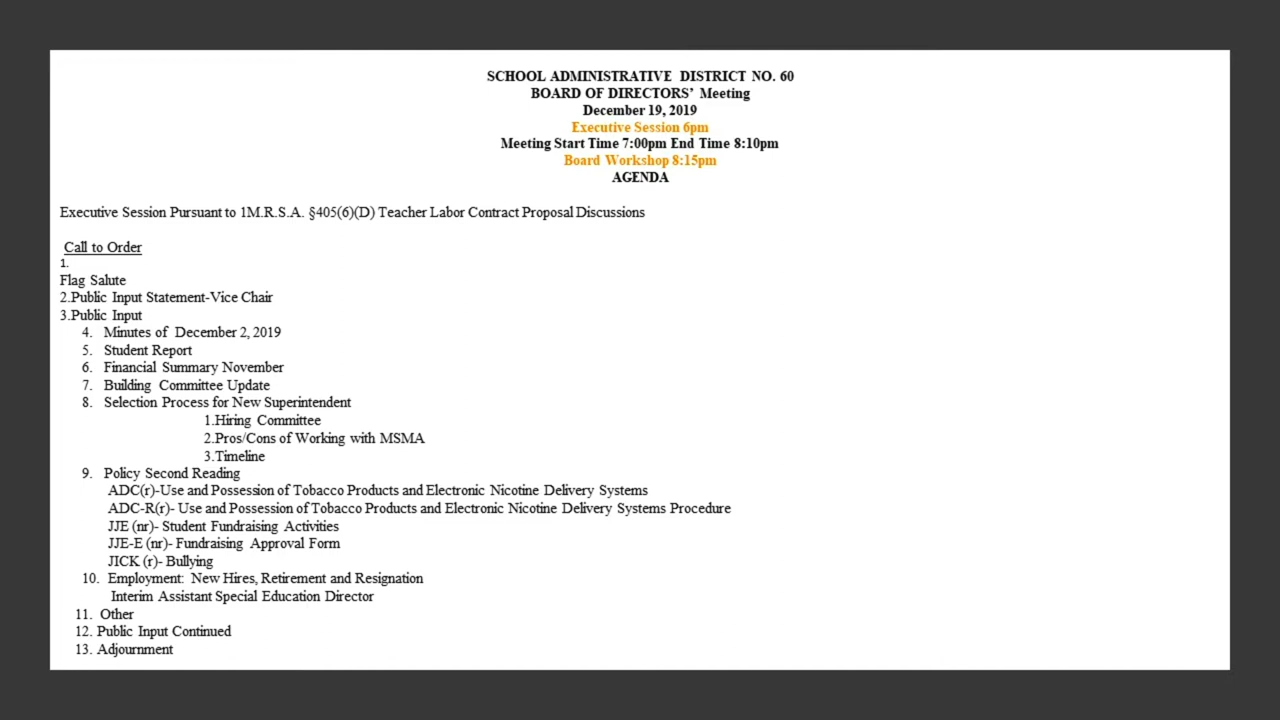 SCHOOL ADMINISTRATIVE DISTRICT NO. 60
BOARD OF DIRECTORS' Meeting
December 19, 2019
Executive Session 6pm
Meeting Start Time 7:00pm End Time 8:10pm
Board Workshop 8:15pm
AGENDA
Executive Session Pursuant to 1M.R.S.A. §405(6)(D) Teacher Labor Contract Proposal Discussions
Call to Order
1.
Flag Salute
2.Public Input Statement-Vice Chair
3.Public Input
4. Minutes of December 2, 2019
5. Student Report
6. Financial Summary November
7. Building Committee Update
8. Selection Process for New Superintendent
1.Hiring Committee
2.Pros/Cons of Working with MSMA
3.Timeline
9. Policy Second Reading
ADC(r)-Use and Possession of Tobacco Products and Electronic Nicotine Delivery Systems
ADC-R(r)- Use and Possession of Tobacco Products and Electronic Nicotine Delivery Systems Procedure
JJE (nr)- Student Fundraising Activities
JJE-E (nr)- Fundraising Approval Form
JICK (r)- Bullying
10. Employment: New Hires, Retirement and Resignation
Interim Assistant Special Education Director
11. Other
12. Public Input Continued
13. Adjournment